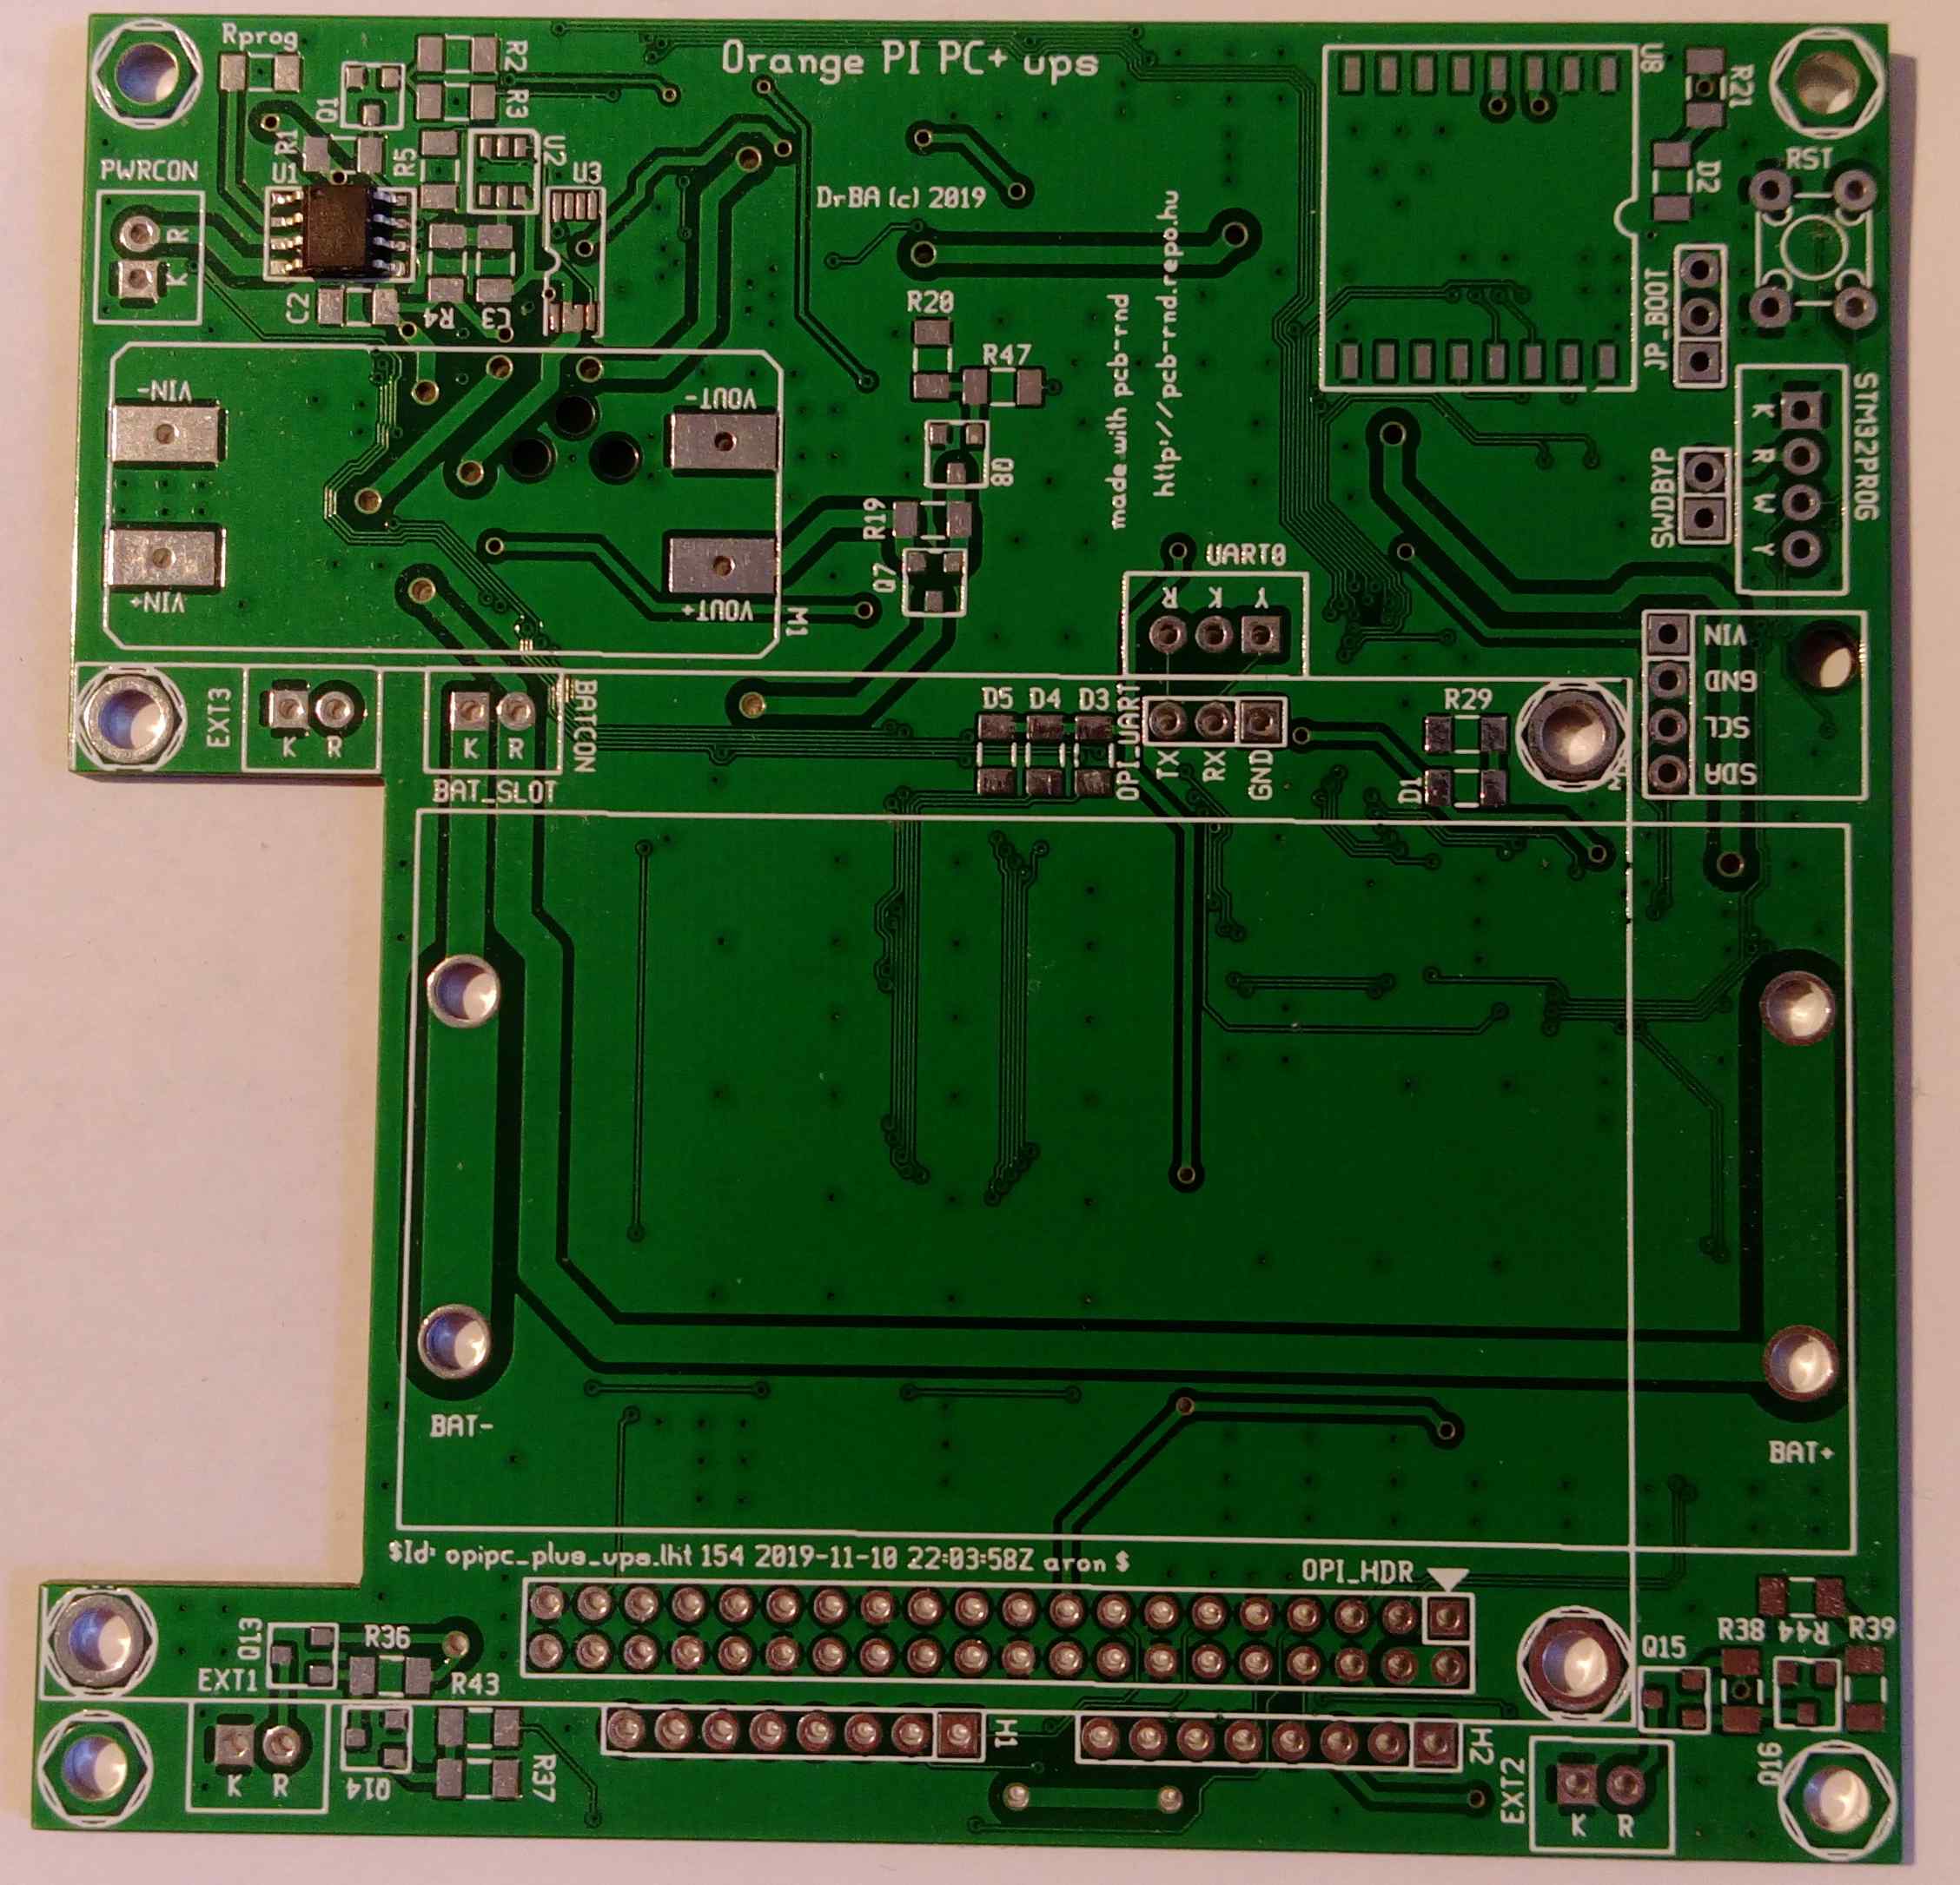 Rprog
Orange PI PC+ ups
R2
U8
R21
Q1
R3
R1
R5
U2
RST
PWRCON
U1
U3
D2
DrBA (c) 2019
R
K
JP_BOOT
C2
R4
C3
R20
R47
made with pcb-rnd
http://pcb-rnd.repo.hu
VIN-
VOUT-
STM32PROG
K
R
W
Y
Q8
SWDBYP
R19
UART0
Q7
VIN+
VOUT+
M1
R K Y
VIN
GND
SCL
SDA
EXT3
K R
K R
BATCON
BAT_SLOT
D5 D4 D3
OPI_UART
TX RX GND
R29
D1
BAT-
BAT+
$Id: opipc_plus_ups.lht 154 2019-11-10 22:03:58Z aron $
OPI_HDR
Q13
R36
EXT1
R43
Q15
R38
R44
R39
H1
H2
K R
Q14
R37
EXT2
K R
Q16